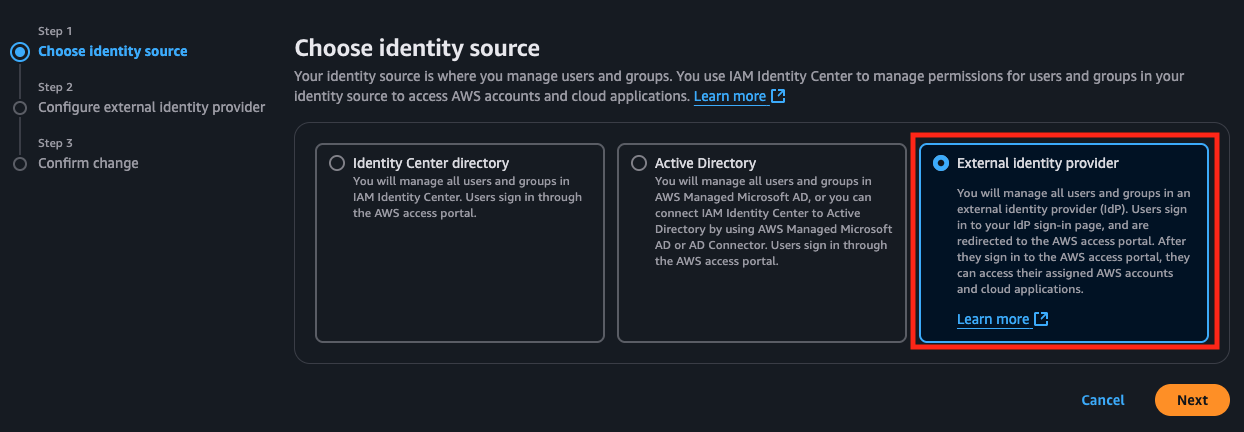 Step 1
Choose identity source
Step 2
Configure external identity provider
Step 3
Confirm change
Choose identity source
Your identity source is where you manage users and groups. You use IAM Identity Center to manage permissions for users and groups in your
identity source to access AWS accounts and cloud applications. Learn more
Identity Center directory
You will manage all users and groups in
IAM Identity Center. Users sign in through
the AWS access portal.
Active Directory
You will manage all users and groups in
AWS Managed Microsoft AD, or you can
connect IAM Identity Center to Active
Directory by using AWS Managed Microsoft
AD or AD Connector. Users sign in through
the AWS access portal.
External identity provider
You will manage all users and groups in an
external identity provider (IdP). Users sign
in to your IdP sign-in page, and are
redirected to the AWS access portal. After
they sign in to the AWS access portal, they
can access their assigned AWS accounts
and cloud applications.
Learn more
Cancel
Next